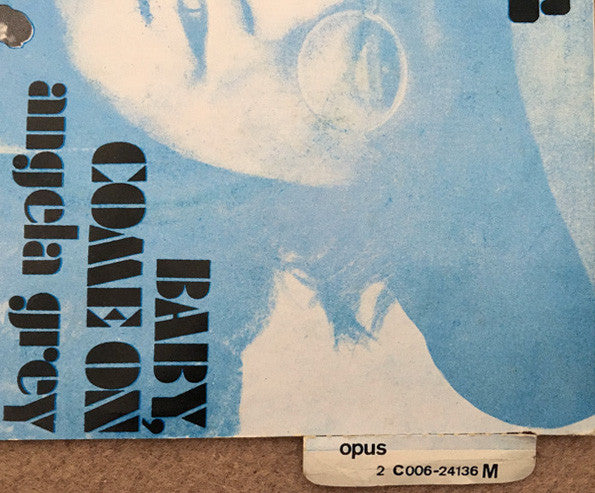 BABY,
COME ON
angela grey
opus
2 C006-24136 M